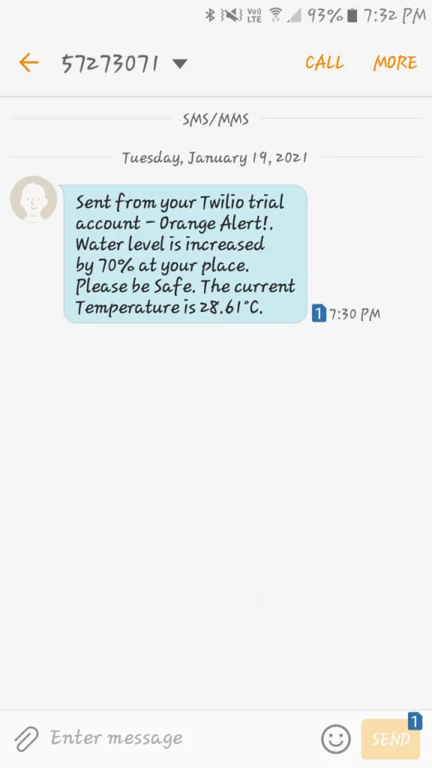 Vo)) LTE 93% 7:32 PM
57273071 CALL MORE
SMS/MMS
Tuesday, January 19, 2021
Sent from your Twilio trial
account - Orange Alert!.
Water level is increased
by 70% at your place.
Please be Safe. The current
Temperature is 28.61°C.
1 7:30 PM
Enter message
SEND 1